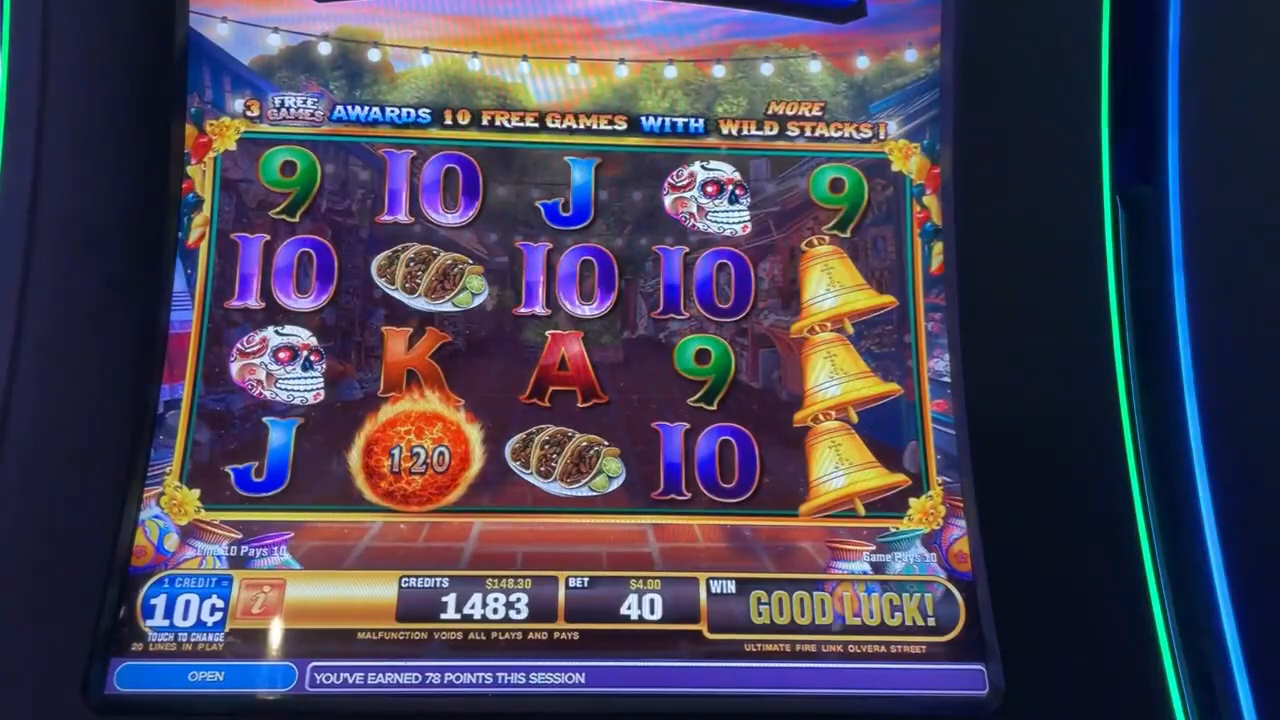 3 FREE GAMES AWARDS 10 FREE GAMES WITH MORE WILD STACKS!
9 10 J 9
10 10 10
K A 9
J 120 10
Line 10 Pays 10
Game Pays 10
1 CREDIT =
10¢
TOUCH TO CHANGE
20 LINES IN PLAY
i
CREDITS $148.30
1483
BET $4.00
40
WIN
GOOD LUCK!
MALFUNCTION VOIDS ALL PLAYS AND PAYS
ULTIMATE FIRE LINK OLVERA STREET
OPEN
YOU'VE EARNED 78 POINTS THIS SESSION